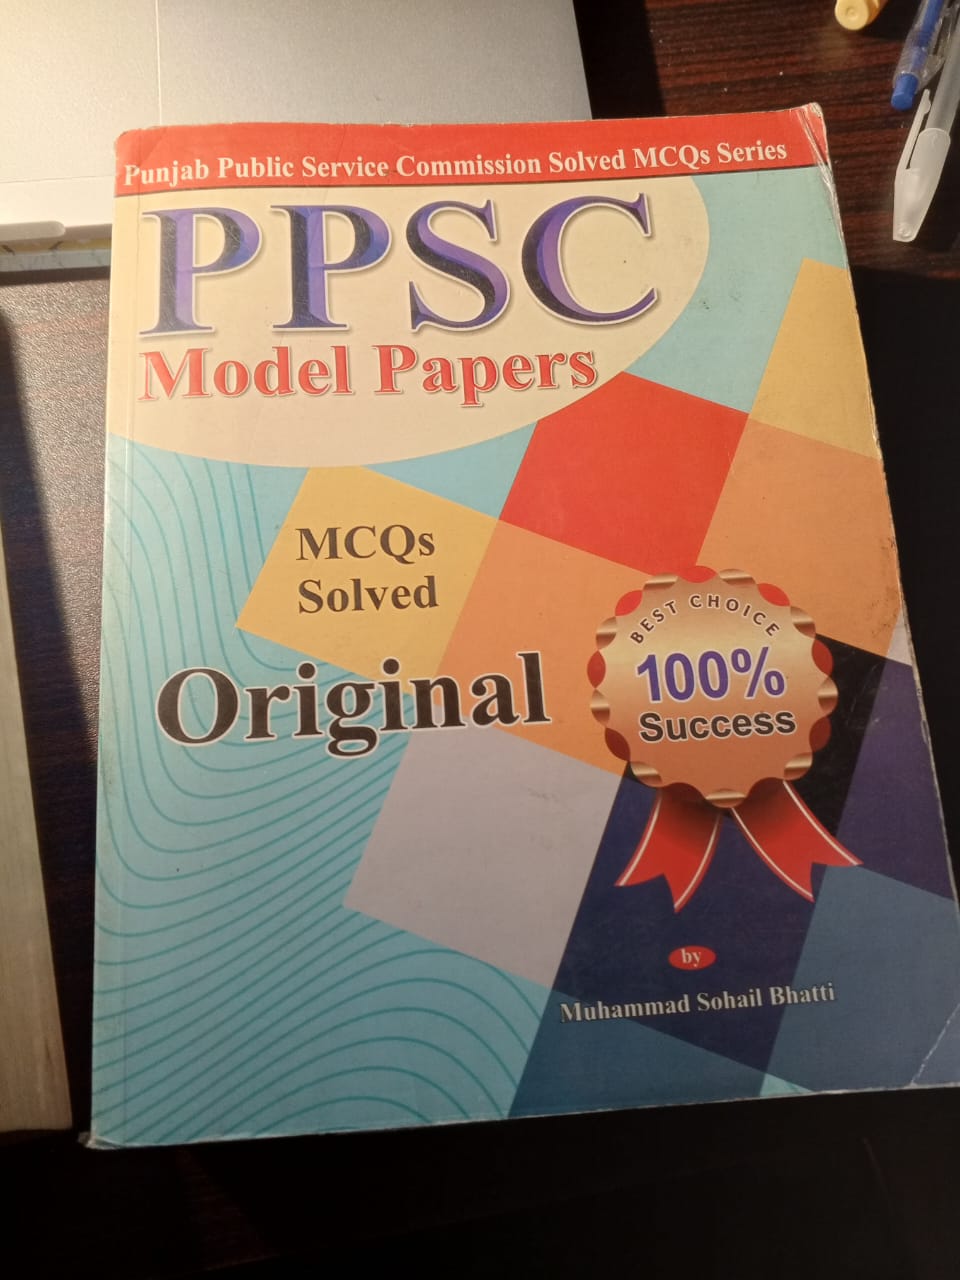 Punjab Public Service Commission Solved MCQs Series
PPSC
Model Papers
MCQs
Solved
Original
BEST CHOICE
100%
Success
by
Muhammad Sohail Bhatti